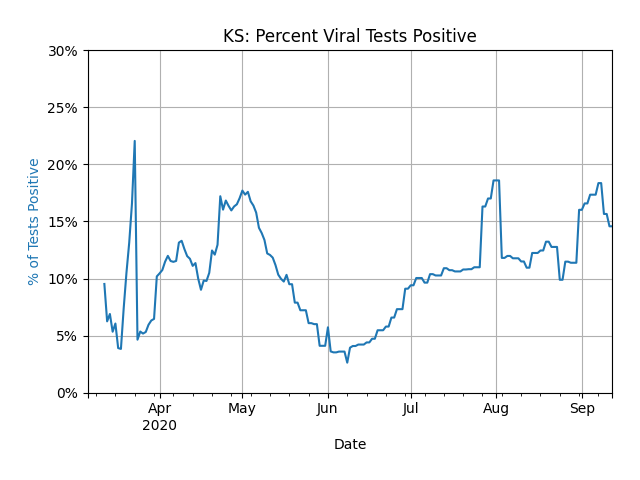 KS: Percent Viral Tests Positive
30%
25%
20%
15%
10%
5%
0%
% of Tests Positive
Apr May Jun Jul Aug Sep
2020
Date